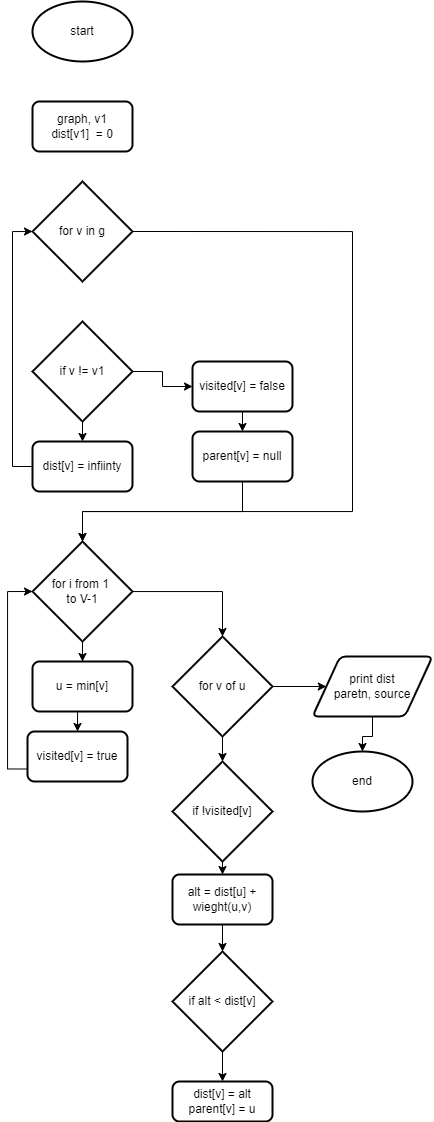 start
graph, v1
dist[v1] = 0
for v in g
if v != v1
visited[v] = false
dist[v] = infiinty
parent[v] = null
for i from 1
to V-1
u = min[v]
visited[v] = true
for v of u
print dist
paretn, source
end
if !visited[v]
alt = dist[u] +
wieght(u,v)
if alt < dist[v]
dist[v] = alt
parent[v] = u